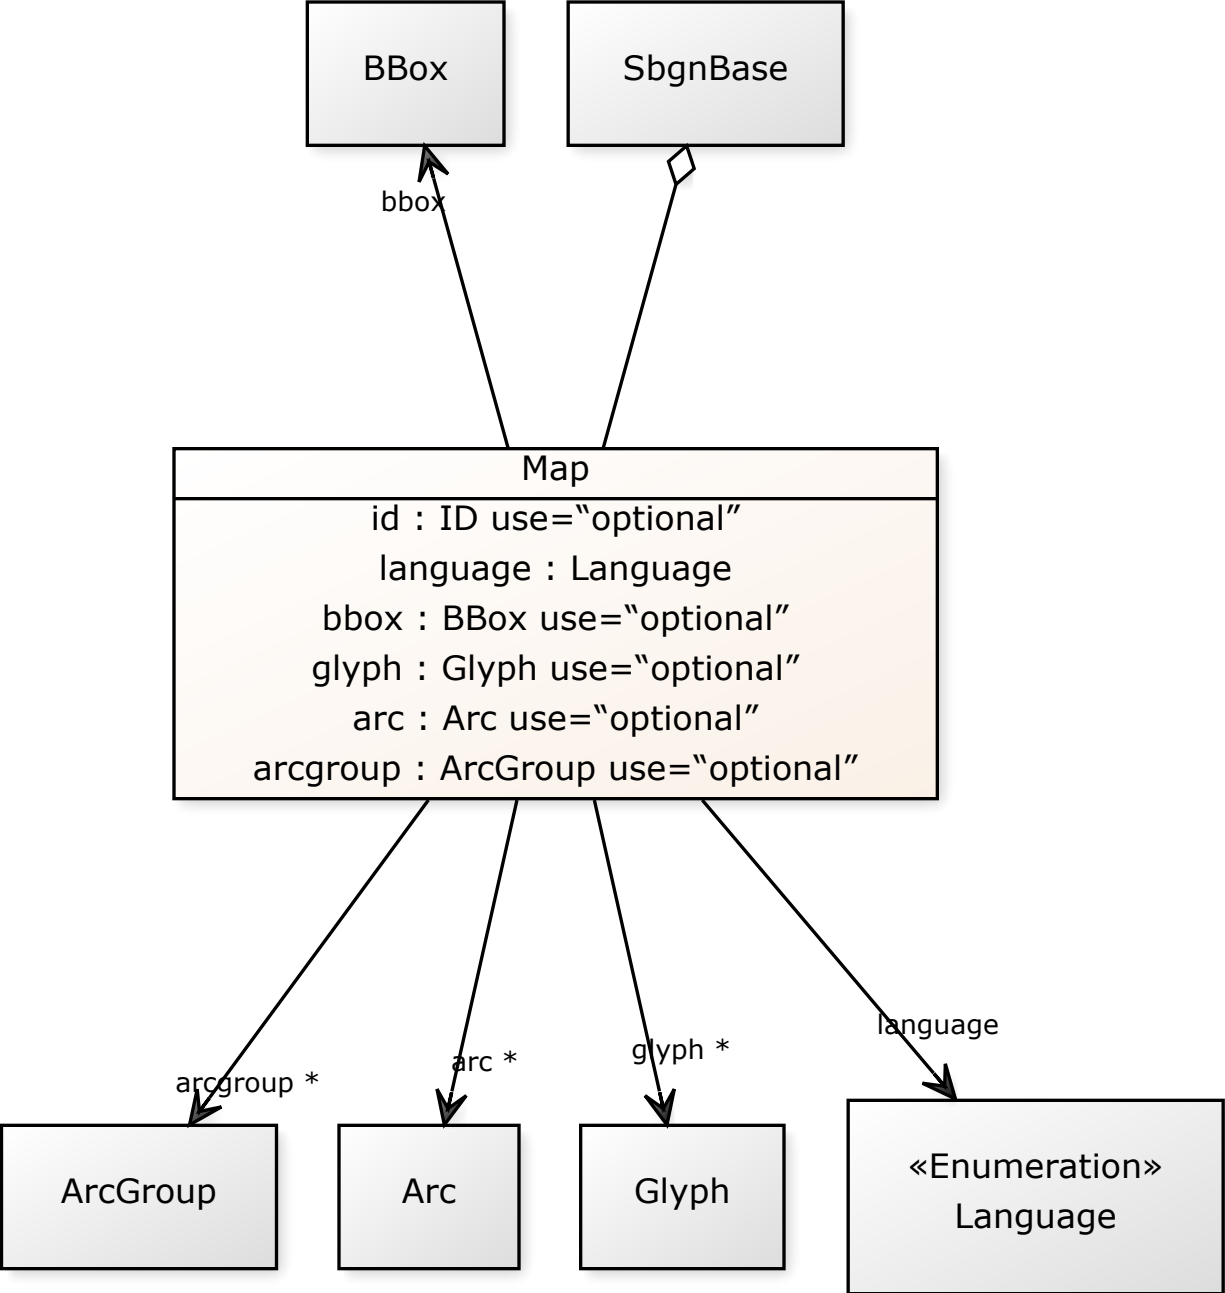 BBox
SbgnBase
bbox
Map
id : ID use=“optional”
language : Language
bbox : BBox use=“optional”
glyph : Glyph use=“optional”
arc : Arc use=“optional”
arcgroup : ArcGroup use=“optional”
arcgroup *
arc *
glyph *
language
ArcGroup
Arc
Glyph
«Enumeration»
Language